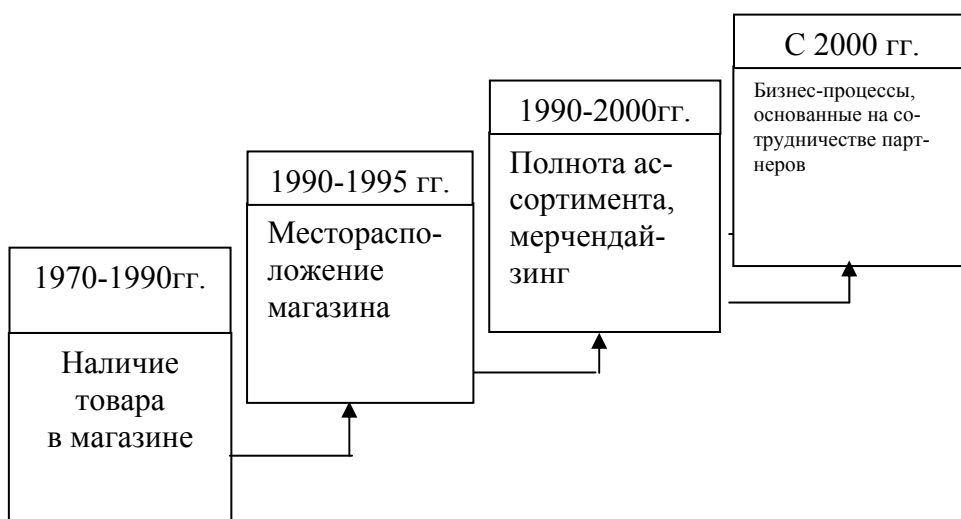 1970-1990гг.
Наличие
товара
в магазине
1990-1995 гг.
Месторaспо-
ложение
магазина
1990-2000гг.
Полнота ас-
сортимента,
мерчендай-
зинг
С 2000 гг.
Бизнес-процессы,
основанные на со-
трудничестве парт-
неров